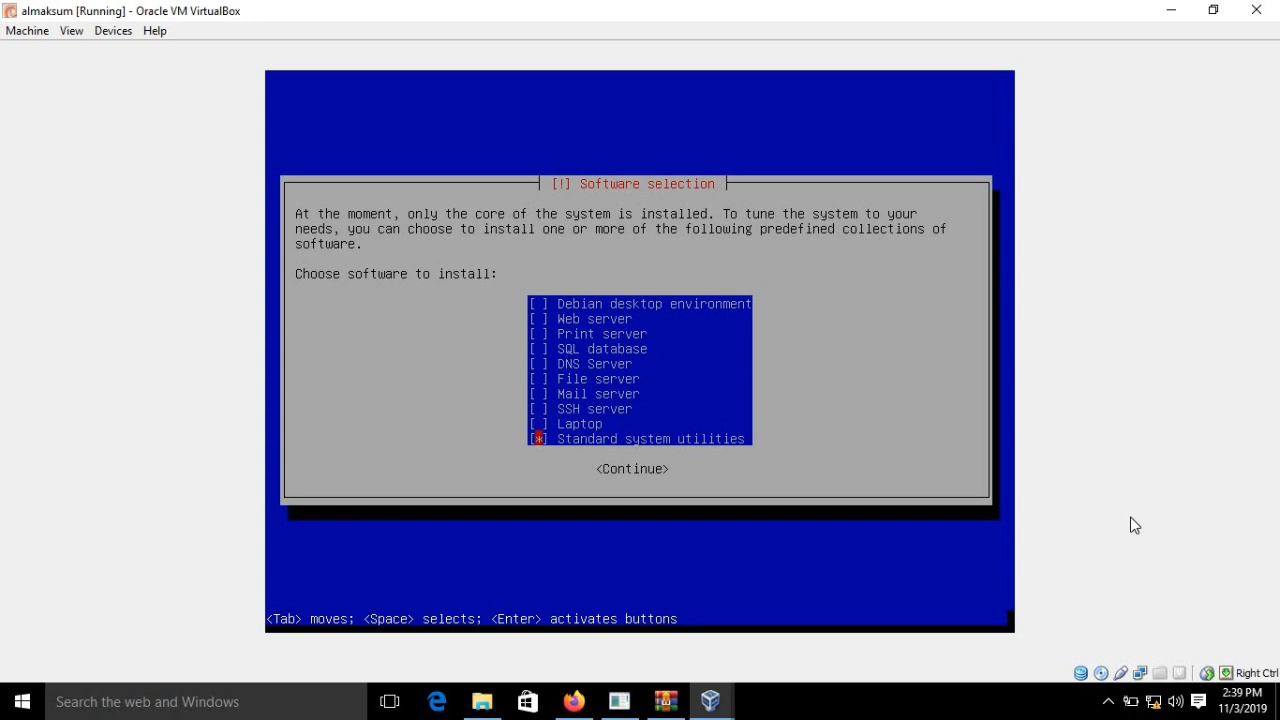 almaksum [Running] - Oracle VM VirtualBox
Machine View Devices Help
[!] Software selection
At the moment, only the core of the system is installed. To tune the system to your
needs, you can choose to install one or more of the following predefined collections of
software.
Choose software to install:
[ ] Debian desktop environment
[ ] Web server
[ ] Print server
[ ] SQL database
[ ] DNS Server
[ ] File server
[ ] Mail server
[ ] SSH server
[ ] Laptop
[*] Standard system utilities
<Continue>
<Tab> moves; <Space> selects; <Enter> activates buttons
Right Ctrl
Search the web and Windows
2:39 PM
11/3/2019